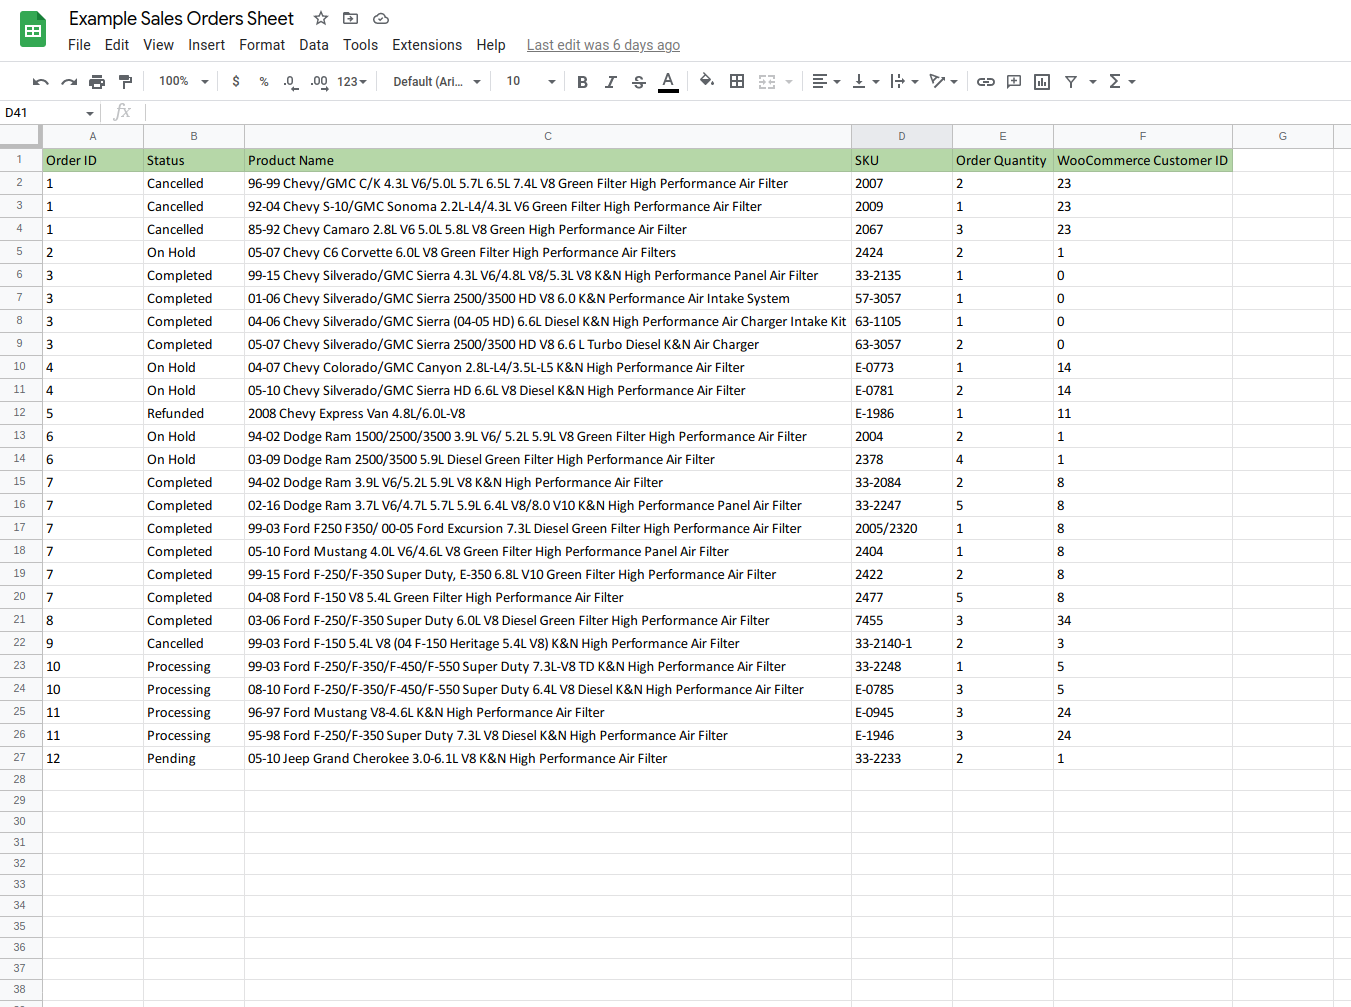 Example Sales Orders Sheet
File Edit View Insert Format Data Tools Extensions Help Last edit was 6 days ago
100% $ % .0 .00 123 Default (Ari... 10 B I S A
D41 fx
A B C D E F G
1 Order ID Status Product Name SKU Order Quantity WooCommerce Customer ID
2 1 Cancelled 96-99 Chevy/GMC C/K 4.3L V6/5.0L 5.7L 6.5L 7.4L V8 Green Filter High Performance Air Filter 2007 2 23
3 1 Cancelled 92-04 Chevy S-10/GMC Sonoma 2.2L-L4/4.3L V6 Green Filter High Performance Air Filter 2009 1 23
4 1 Cancelled 85-92 Chevy Camaro 2.8L V6 5.0L 5.8L V8 Green High Performance Air Filter 2067 3 23
5 2 On Hold 05-07 Chevy C6 Corvette 6.0L V8 Green Filter High Performance Air Filters 2424 2 1
6 3 Completed 99-15 Chevy Silverado/GMC Sierra 4.3L V6/4.8L V8/5.3L V8 K&N High Performance Panel Air Filter 33-2135 1 0
7 3 Completed 01-06 Chevy Silverado/GMC Sierra 2500/3500 HD V8 6.0 K&N Performance Air Intake System 57-3057 1 0
8 3 Completed 04-06 Chevy Silverado/GMC Sierra (04-05 HD) 6.6L Diesel K&N High Performance Air Charger Intake Kit 63-1105 1 0
9 3 Completed 05-07 Chevy Silverado/GMC Sierra 2500/3500 HD V8 6.6 L Turbo Diesel K&N Air Charger 63-3057 2 0
10 4 On Hold 04-07 Chevy Colorado/GMC Canyon 2.8L-L4/3.5L-L5 K&N High Performance Air Filter E-0773 1 14
11 4 On Hold 05-10 Chevy Silverado/GMC Sierra HD 6.6L V8 Diesel K&N High Performance Air Filter E-0781 2 14
12 5 Refunded 2008 Chevy Express Van 4.8L/6.0L-V8 E-1986 1 11
13 6 On Hold 94-02 Dodge Ram 1500/2500/3500 3.9L V6/ 5.2L 5.9L V8 Green Filter High Performance Air Filter 2004 2 1
14 6 On Hold 03-09 Dodge Ram 2500/3500 5.9L Diesel Green Filter High Performance Air Filter 2378 4 1
15 7 Completed 94-02 Dodge Ram 3.9L V6/5.2L 5.9L V8 K&N High Performance Air Filter 33-2084 2 8
16 7 Completed 02-16 Dodge Ram 3.7L V6/4.7L 5.7L 5.9L 6.4L V8/8.0 V10 K&N High Performance Panel Air Filter 33-2247 5 8
17 7 Completed 99-03 Ford F250 F350/ 00-05 Ford Excursion 7.3L Diesel Green Filter High Performance Air Filter 2005/2320 1 8
18 7 Completed 05-10 Ford Mustang 4.0L V6/4.6L V8 Green Filter High Performance Panel Air Filter 2404 1 8
19 7 Completed 99-15 Ford F-250/F-350 Super Duty, E-350 6.8L V10 Green Filter High Performance Air Filter 2422 2 8
20 7 Completed 04-08 Ford F-150 V8 5.4L Green Filter High Performance Air Filter 2477 5 8
21 8 Completed 03-06 Ford F-250/F-350 Super Duty 6.0L V8 Diesel Green Filter High Performance Air Filter 7455 3 34
22 9 Cancelled 99-03 Ford F-150 5.4L V8 (04 F-150 Heritage 5.4L V8) K&N High Performance Air Filter 33-2140-1 2 3
23 10 Processing 99-03 Ford F-250/F-350/F-450/F-550 Super Duty 7.3L-V8 TD K&N High Performance Air Filter 33-2248 1 5
24 10 Processing 08-10 Ford F-250/F-350/F-450/F-550 Super Duty 6.4L V8 Diesel K&N High Performance Air Filter E-0785 3 5
25 11 Processing 96-97 Ford Mustang V8-4.6L K&N High Performance Air Filter E-0945 3 24
26 11 Processing 95-98 Ford F-250/F-350 Super Duty 7.3L V8 Diesel K&N High Performance Air Filter E-1946 3 24
27 12 Pending 05-10 Jeep Grand Cherokee 3.0-6.1L V8 K&N High Performance Air Filter 33-2233 2 1
28
29
30
31
32
33
34
35
36
37
38